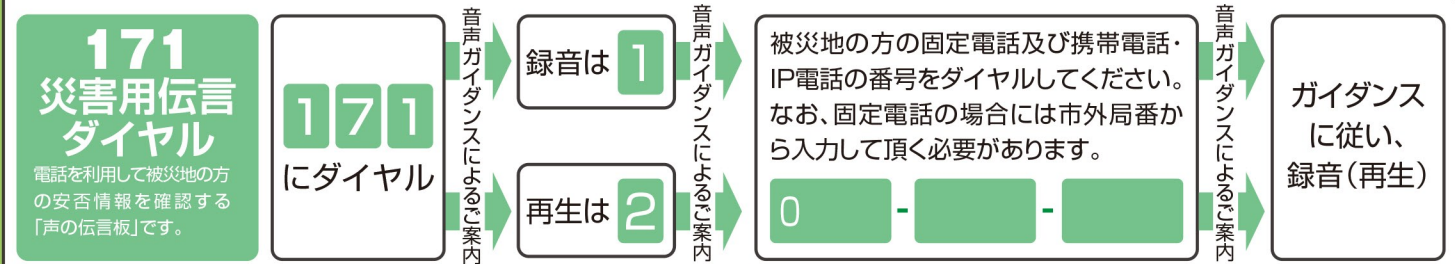 171
災害用伝言
ダイヤル
電話を利用して被災地の方
の安否情報を確認する
「声の伝言板」です。
171
にダイヤル
音声ガイダンスによるご案内
録音は 1
再生は 2
音声ガイダンスによるご案内
被災地の方の固定電話及び携帯電話・
IP電話の番号をダイヤルしてください。
なお、固定電話の場合には市外局番か
ら入力して頂く必要があります。
0 - -
音声ガイダンスによるご案内
ガイダンス
に従い、
録音(再生)